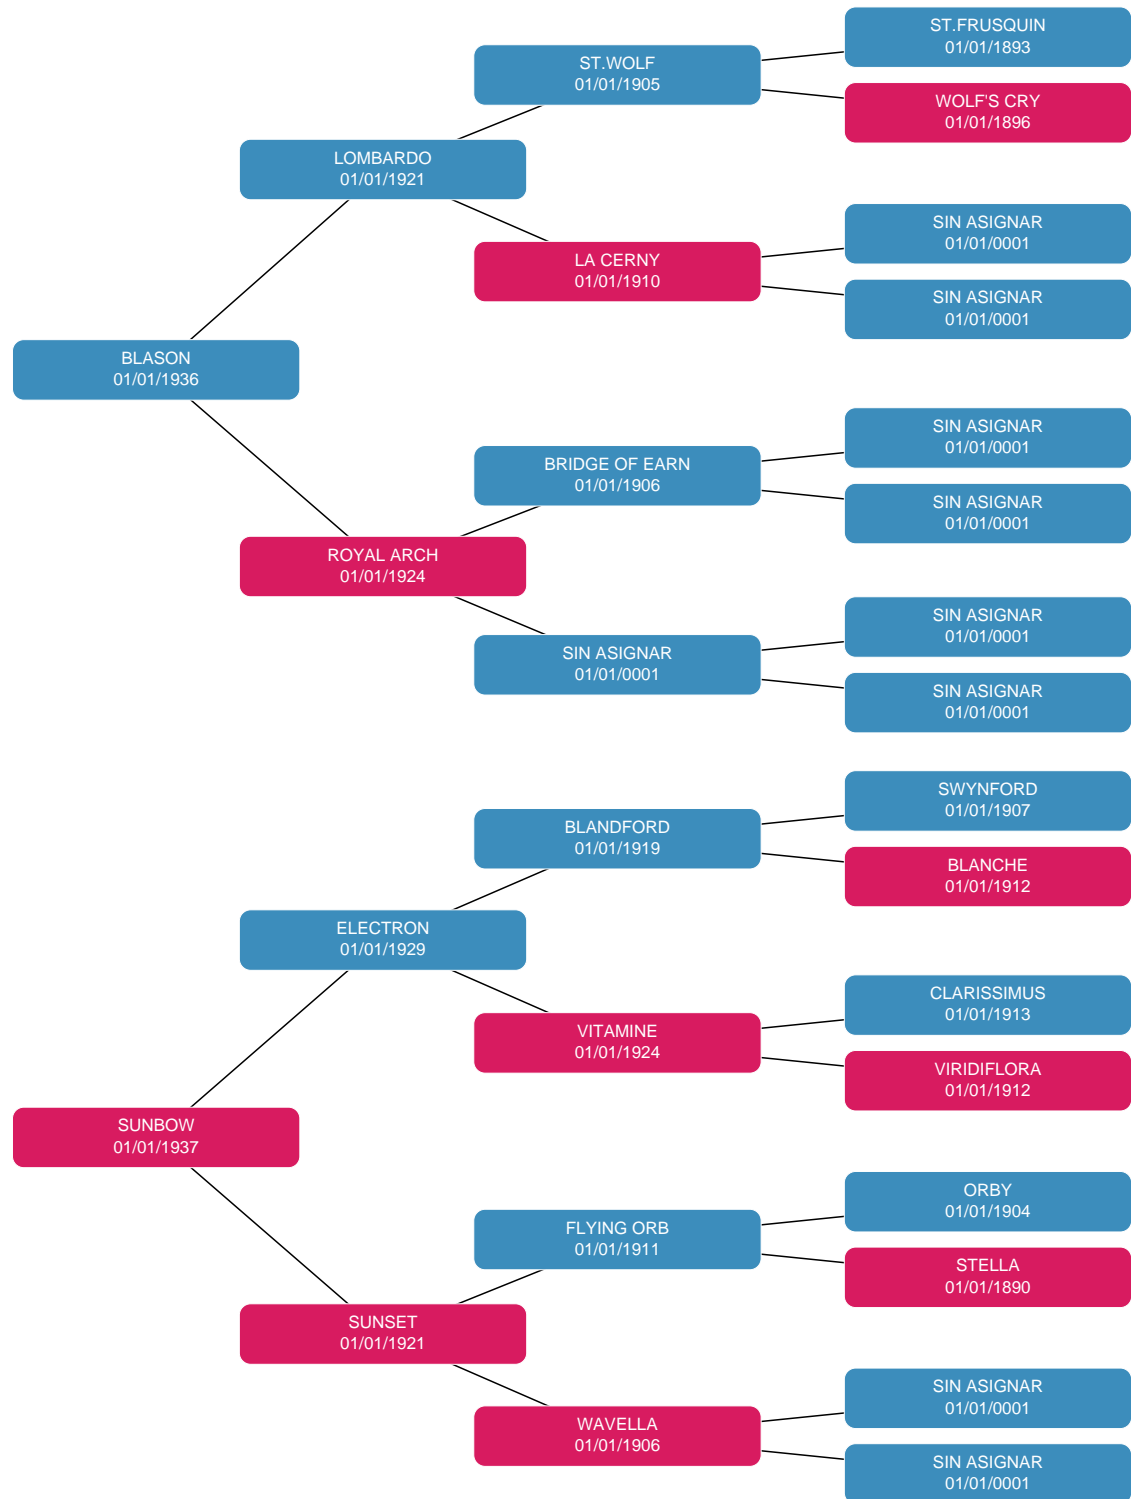 ST.FRUSQUIN
01/01/1893
ST.WOLF
01/01/1905
WOLF'S CRY
01/01/1896
LOMBARDO
01/01/1921
SIN ASIGNAR
01/01/0001
LA CERNY
01/01/1910
SIN ASIGNAR
01/01/0001
BLASON
01/01/1936
SIN ASIGNAR
01/01/0001
BRIDGE OF EARN
01/01/1906
SIN ASIGNAR
01/01/0001
ROYAL ARCH
01/01/1924
SIN ASIGNAR
01/01/0001
SIN ASIGNAR
01/01/0001
SIN ASIGNAR
01/01/0001
SWYNFORD
01/01/1907
BLANDFORD
01/01/1919
BLANCHE
01/01/1912
ELECTRON
01/01/1929
CLARISSIMUS
01/01/1913
VITAMINE
01/01/1924
VIRIDIFLORA
01/01/1912
SUNBOW
01/01/1937
ORBY
01/01/1904
FLYING ORB
01/01/1911
STELLA
01/01/1890
SUNSET
01/01/1921
SIN ASIGNAR
01/01/0001
WAVELLA
01/01/1906
SIN ASIGNAR
01/01/0001